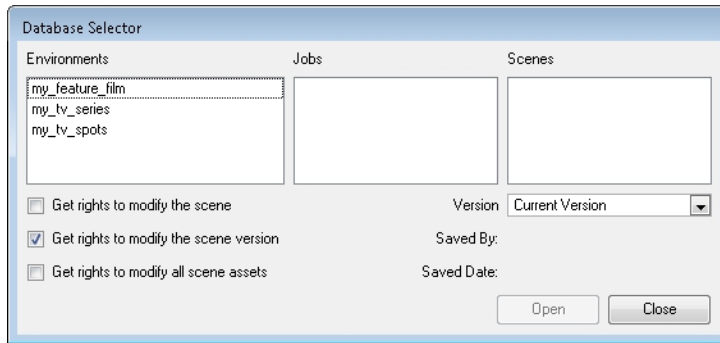 Database Selector
Environments Jobs Scenes
my_feature_film
my_tv_series
my_tv_spots
Get rights to modify the scene Version Current Version
Get rights to modify the scene version Saved By:
Get rights to modify all scene assets Saved Date:
Open Close